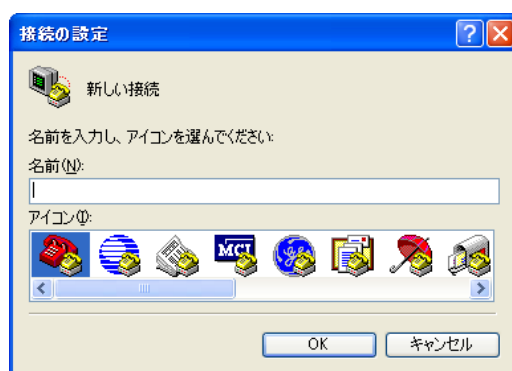 接続の設定
新しい接続
名前を入力し、アイコンを選んでください:
名前(N):
アイコン(I):
MCI
OK
キャンセル